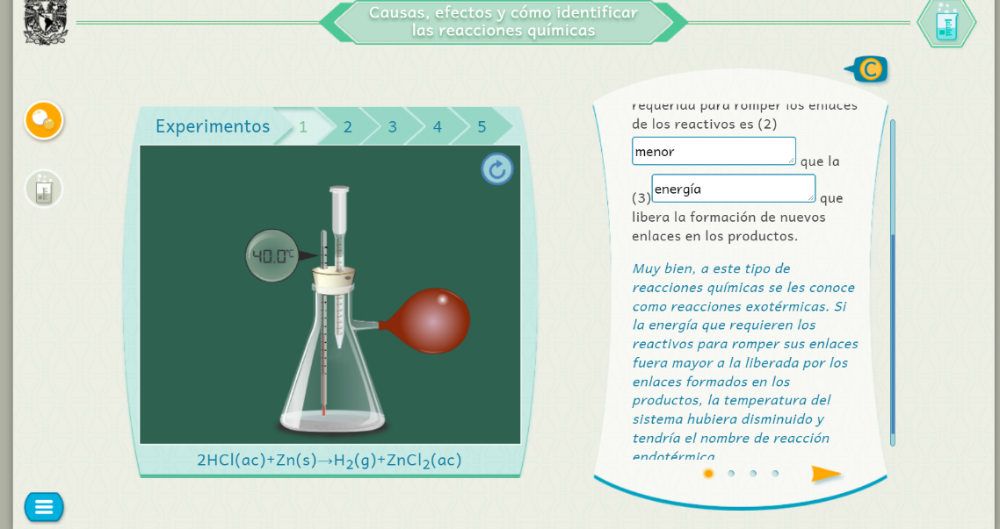 Causas, efectos y cómo identificar
las reacciones químicas
C
Experimentos 1 2 3 4 5
40.0°C
2HCl(ac)+Zn(s)→H₂(g)+ZnCl₂(ac)
requerida para romper los enlaces
de los reactivos es (2)
menor que la
(3) energía que
libera la formación de nuevos
enlaces en los productos.
Muy bien, a este tipo de
reacciones químicas se les conoce
como reacciones exotérmicas. Si
la energía que requieren los
reactivos para romper sus enlaces
fuera mayor a la liberada por los
enlaces formados en los
productos, la temperatura del
sistema hubiera disminuido y
tendría el nombre de reacción
endotérmica